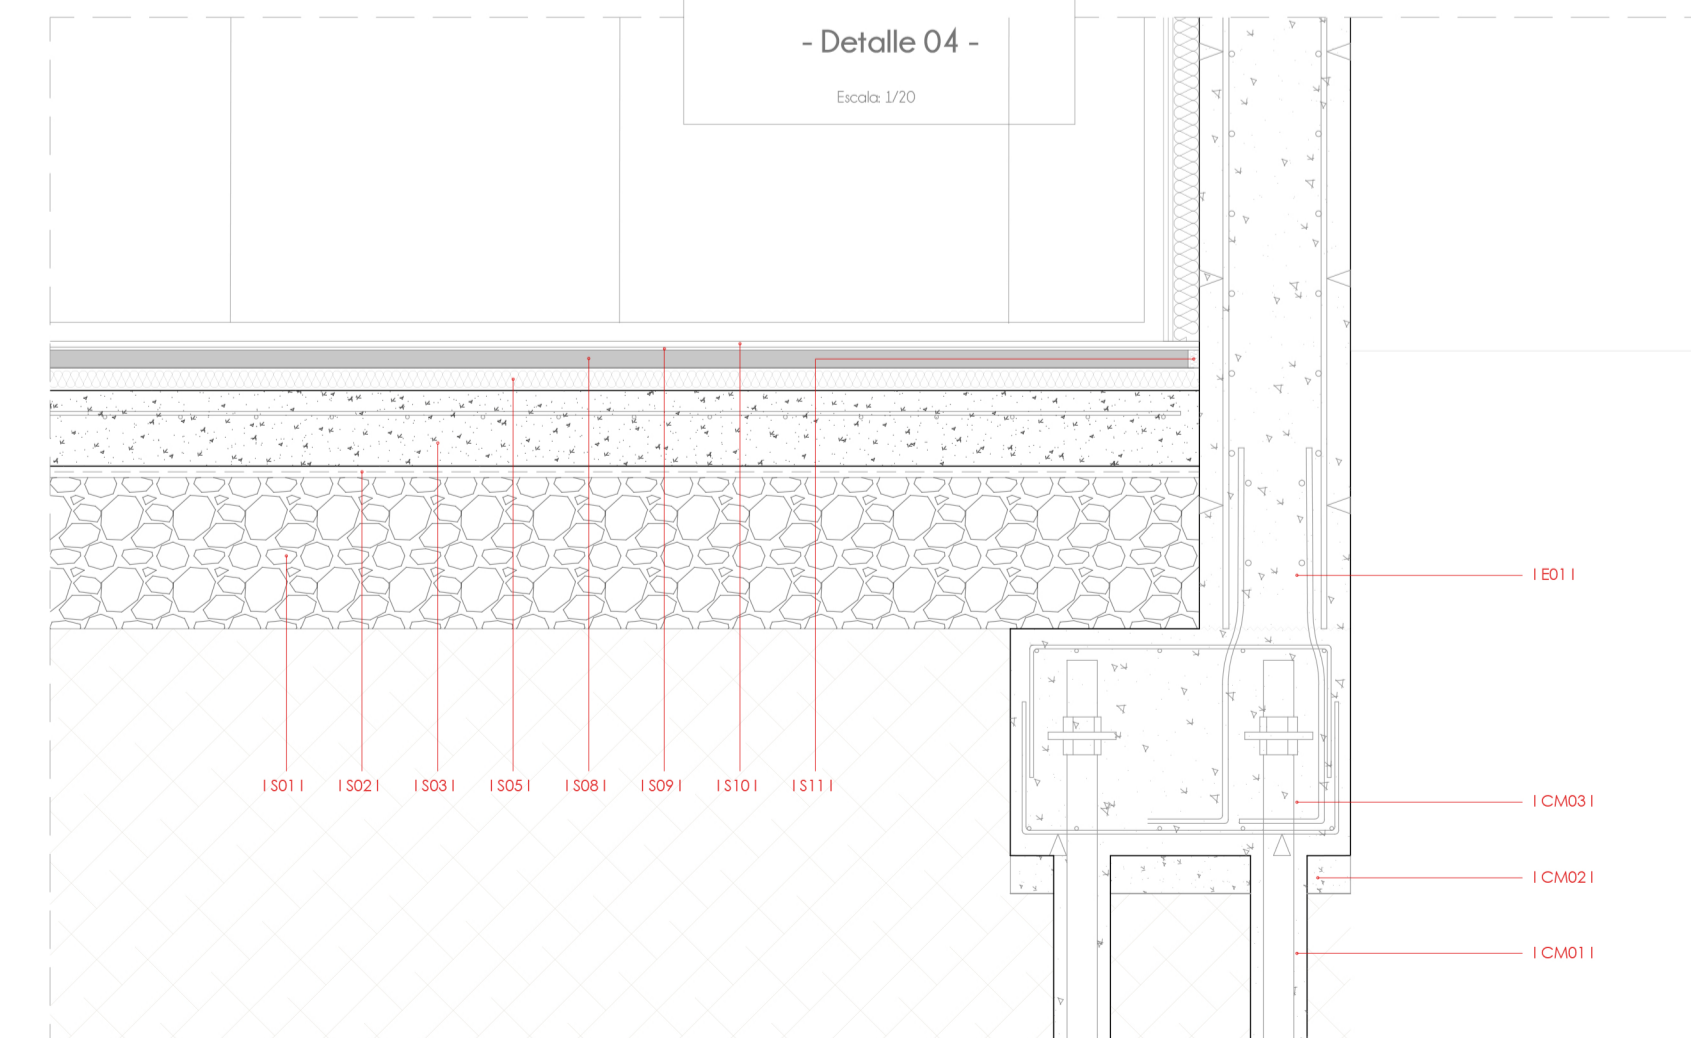 - Detalle 04 -
Escala: 1/20
| E01 |
| S01 | | S02 | | S03 | | S05 | | S08 | | S09 | | S10 | | S11 |
| CM03 |
| CM02 |
| CM01 |